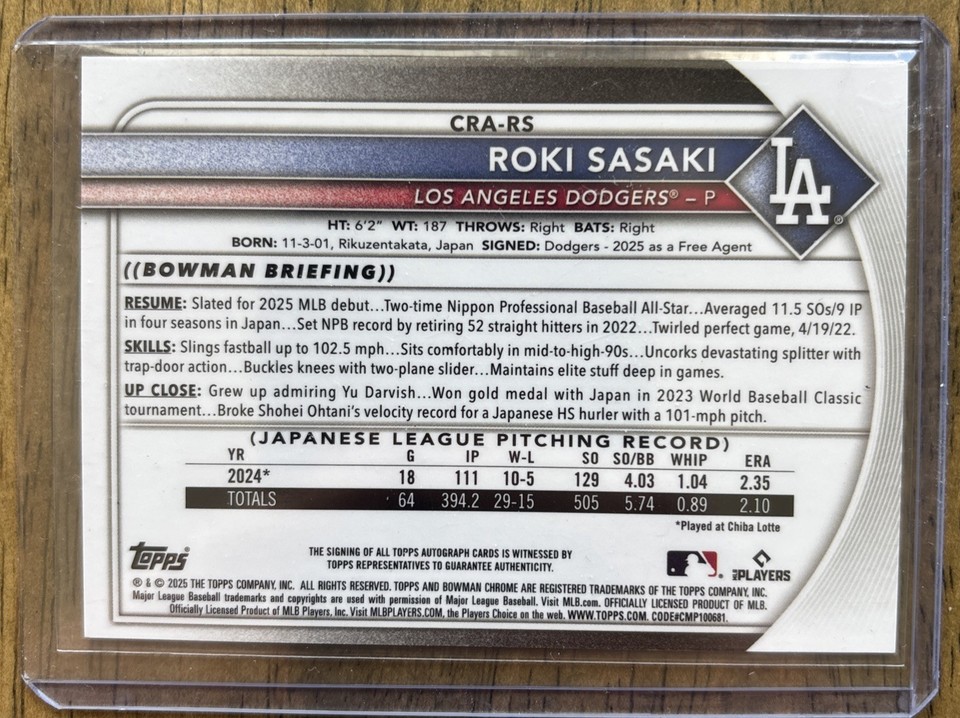 CRA-RS
ROKI SASAKI
LA®
LOS ANGELES DODGERS® – P
HT: 6'2" WT: 187 THROWS: Right BATS: Right
BORN: 11-3-01, Rikuzentakata, Japan SIGNED: Dodgers - 2025 as a Free Agent
((BOWMAN BRIEFING))
RESUME: Slated for 2025 MLB debut...Two-time Nippon Professional Baseball All-Star...Averaged 11.5 SOs/9 IP
in four seasons in Japan...Set NPB record by retiring 52 straight hitters in 2022...Twirled perfect game, 4/19/22.
SKILLS: Slings fastball up to 102.5 mph...Sits comfortably in mid-to-high-90s...Uncorks devastating splitter with
trap-door action...Buckles knees with two-plane slider...Maintains elite stuff deep in games.
UP CLOSE: Grew up admiring Yu Darvish...Won gold medal with Japan in 2023 World Baseball Classic
tournament...Broke Shohei Ohtani's velocity record for a Japanese HS hurler with a 101-mph pitch.
(JAPANESE LEAGUE PITCHING RECORD)
YR G IP W-L SO SO/BB WHIP ERA
2024* 18 111 10-5 129 4.03 1.04 2.35
TOTALS 64 394.2 29-15 505 5.74 0.89 2.10
*Played at Chiba Lotte
Topps®
THE SIGNING OF ALL TOPPS AUTOGRAPH CARDS IS WITNESSED BY
TOPPS REPRESENTATIVES TO GUARANTEE AUTHENTICITY.
MLB PLAYERS
® & © 2025 THE TOPPS COMPANY, INC. ALL RIGHTS RESERVED. TOPPS AND BOWMAN CHROME ARE REGISTERED TRADEMARKS OF THE TOPPS COMPANY, INC.
Major League Baseball trademarks and copyrights are used with permission of Major League Baseball. Visit MLB.com. OFFICIALLY LICENSED PRODUCT OF MLB.
Officially Licensed Product of MLB Players, Inc. Visit MLBPLAYERS.COM, the Players Choice on the web. WWW.TOPPS.COM. CODE#CMP100681.